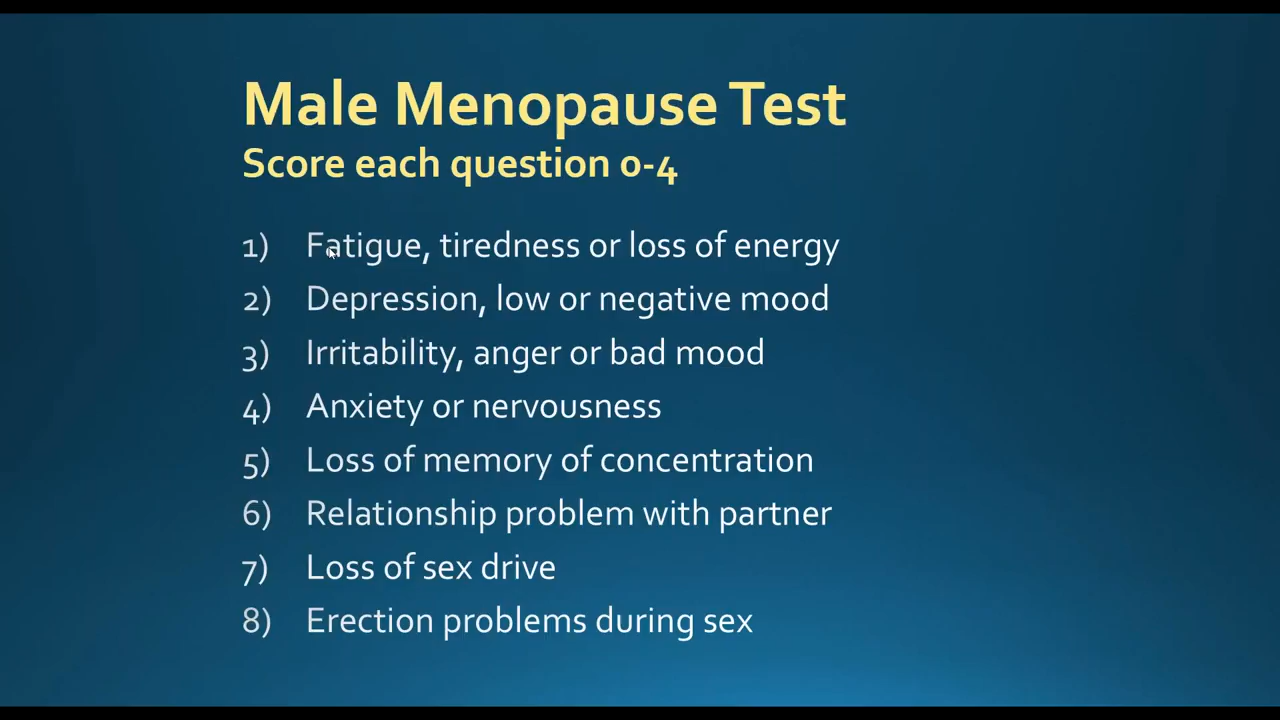 Male Menopause Test
Score each question 0-4
1) Fatigue, tiredness or loss of energy
2) Depression, low or negative mood
3) Irritability, anger or bad mood
4) Anxiety or nervousness
5) Loss of memory of concentration
6) Relationship problem with partner
7) Loss of sex drive
8) Erection problems during sex